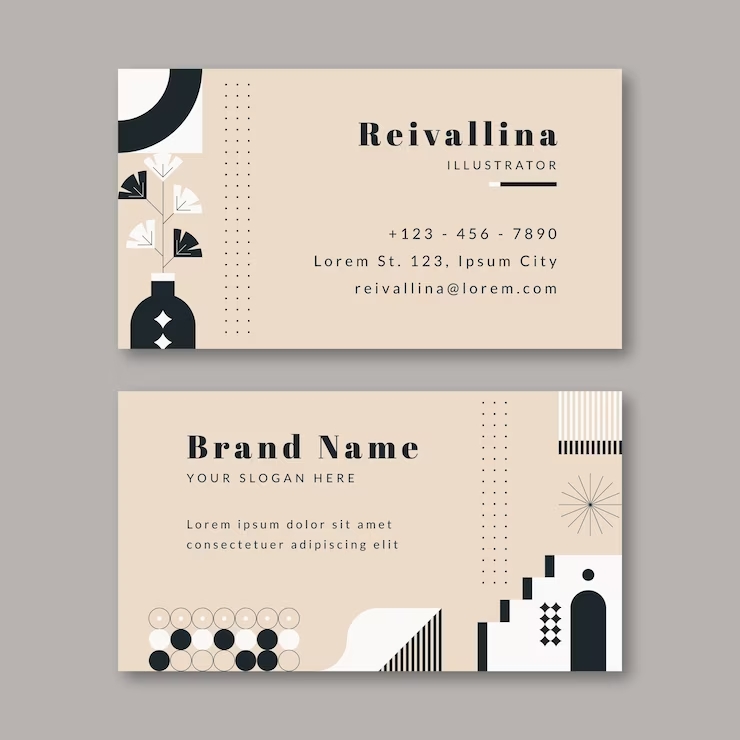 Reivallina
ILLUSTRATOR
+123 - 456 - 7890
Lorem St. 123, Ipsum City
reivallina@lorem.com
Brand Name
YOUR SLOGAN HERE
Lorem ipsum dolor sit amet
consectetuer adipiscing elit